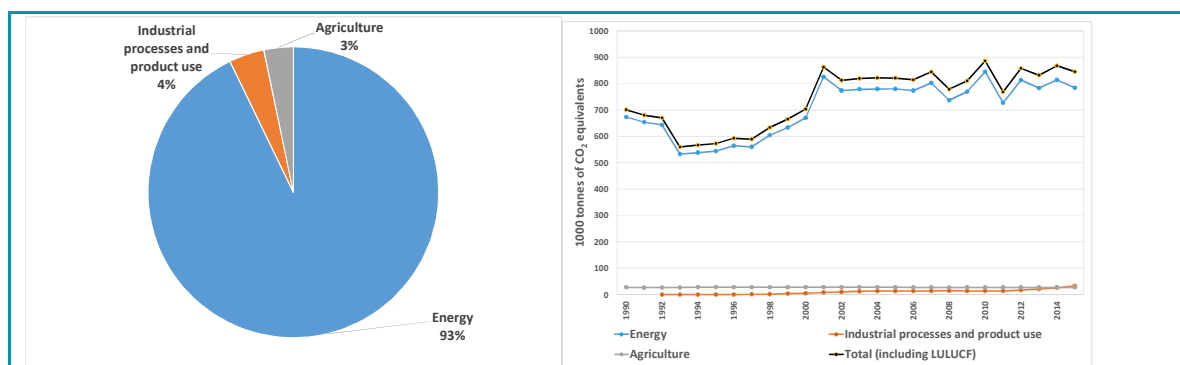 Industrial
processes and
product use
4%
Agriculture
3%
Energy
93%
1000 tonnes of CO2 equivalents
1000
900
800
700
600
500
400
300
200
100
0
1990
1992
1994
1996
1998
2000
2002
2004
2006
2008
2010
2012
2014
Energy
Industrial processes and product use
Agriculture
Total (including LULUCF)